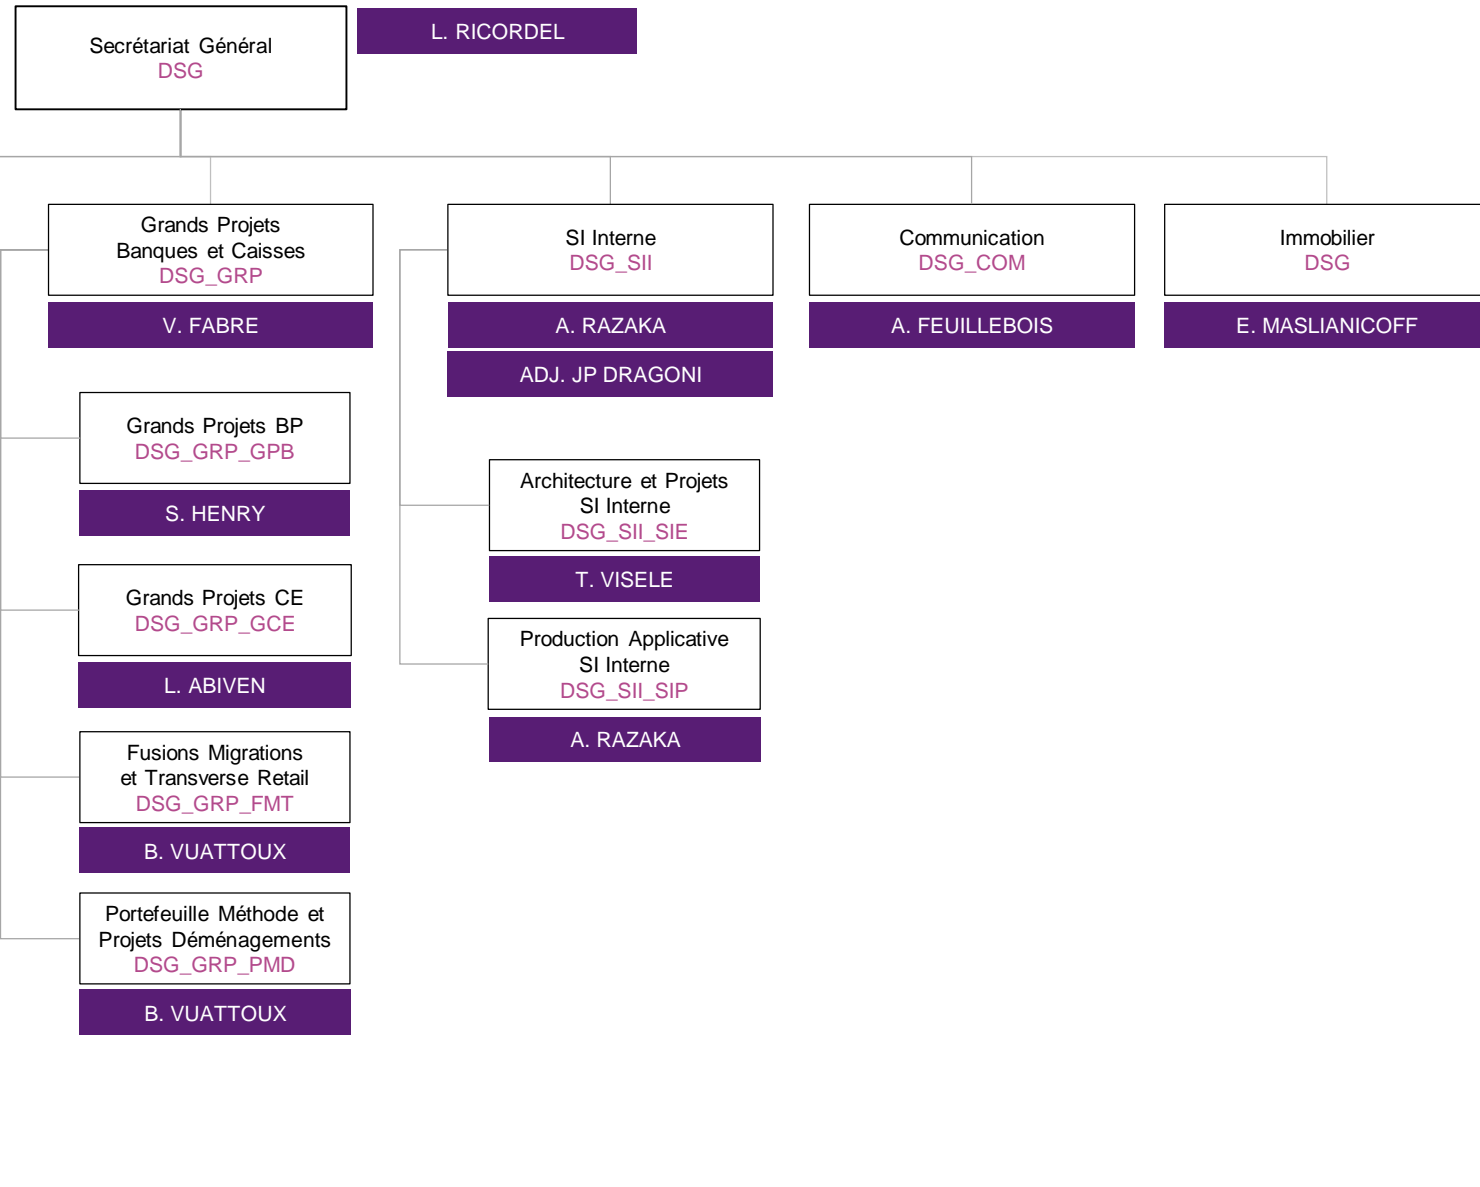 Secrétariat Général
DSG
L. RICORDEL
Grands Projets
Banques et Caisses
DSG_GRP
V. FABRE
Grands Projets BP
DSG_GRP_GPB
S. HENRY
Grands Projets CE
DSG_GRP_GCE
L. ABIVEN
Fusions Migrations
et Transverse Retail
DSG_GRP_FMT
B. VUATTOUX
Portefeuille Méthode et
Projets Déménagements
DSG_GRP_PMD
B. VUATTOUX
SI Interne
DSG_SII
A. RAZAKA
ADJ. JP DRAGONI
Architecture et Projets
SI Interne
DSG_SII_SIE
T. VISELE
Production Applicative
SI Interne
DSG_SII_SIP
A. RAZAKA
Communication
DSG_COM
A. FEUILLEBOIS
Immobilier
DSG
E. MASLIANICOFF